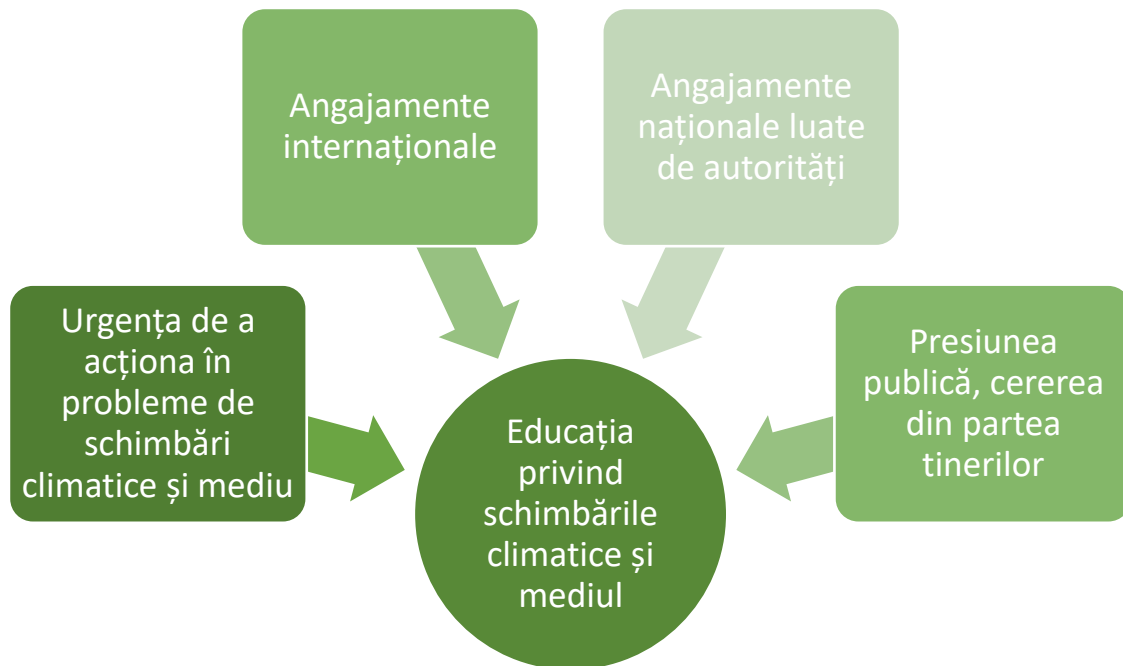 Angajamente
internaționale
Angajamente
naționale luate
de autorități
Urgența de a
acționa în
probleme de
schimbări
climatice și mediu
Presiunea
publică, cererea
din partea
tinerilor
Educația
privind
schimbările
climatice și
mediul